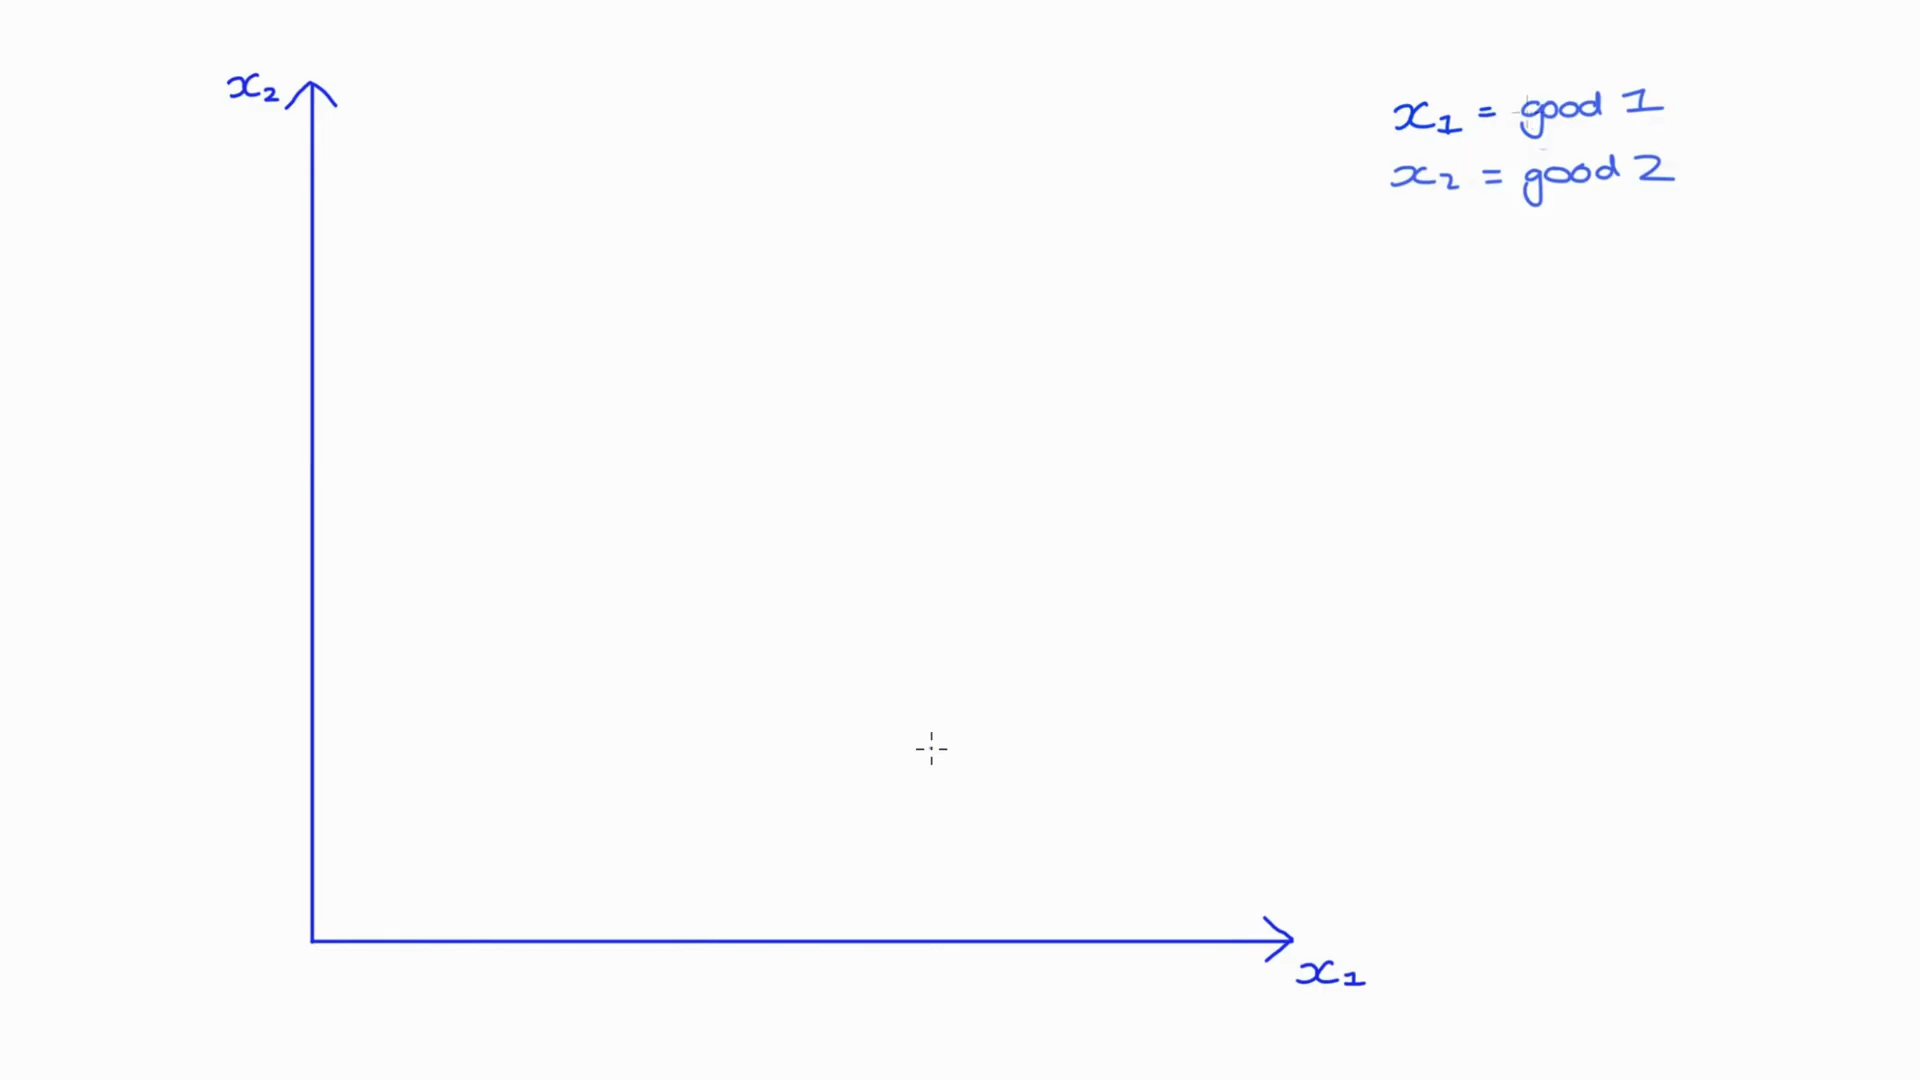 x₂
x₁ = good 1
x₂ = good 2
x₁